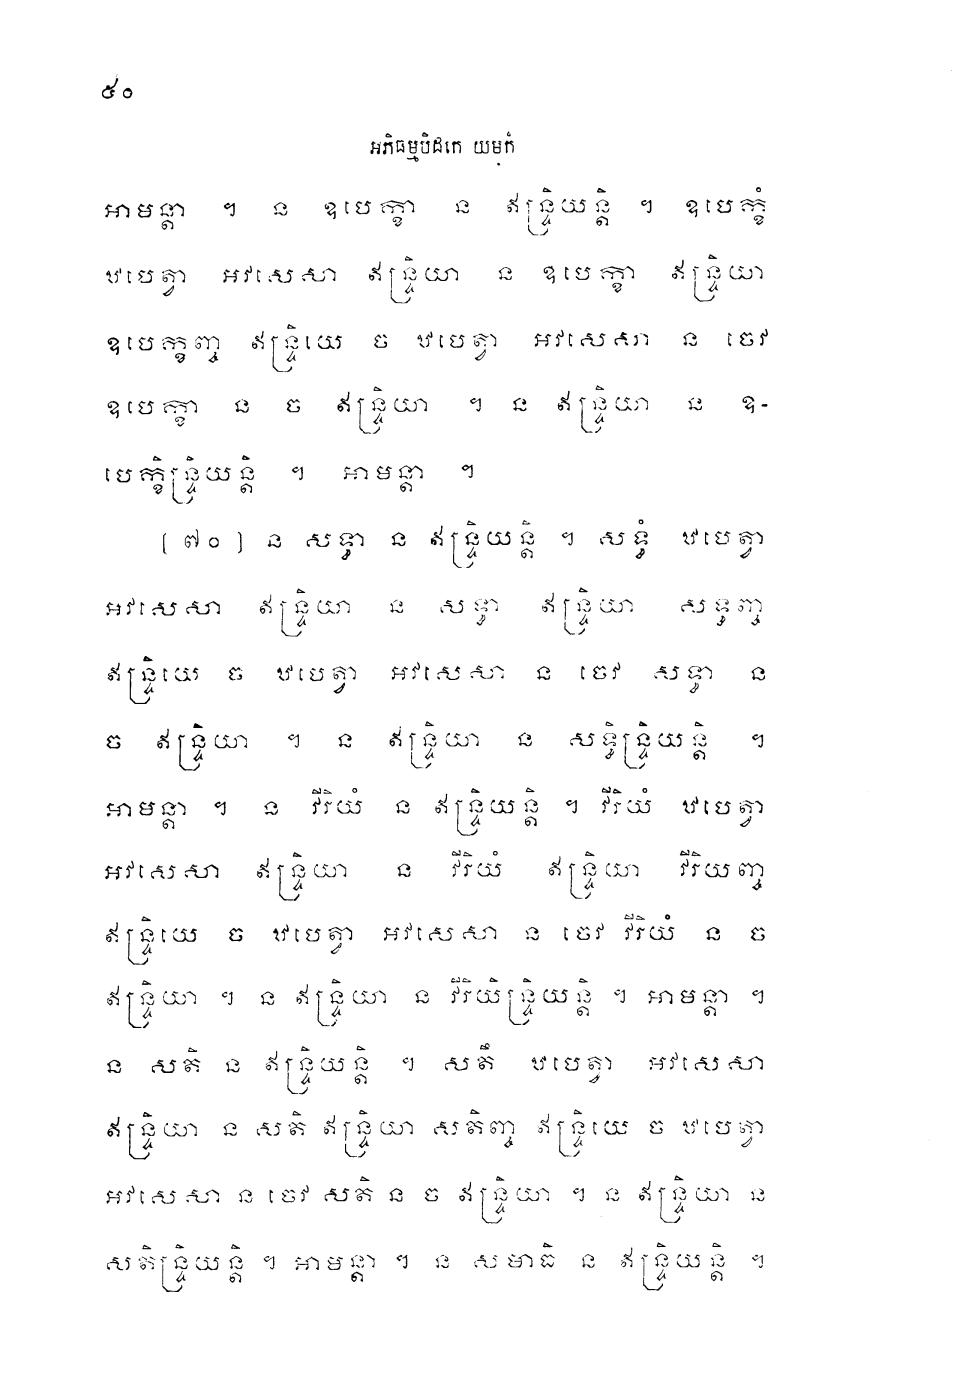 ៥០
អភិធម្មបិដកេ យមកំ
អាមន្តា ។ ន ឧបេក្ខា ន ឥន្ទ្រិយន្តិ ។ ឧបេក្ខំ
ឋបេត្វា អវសេសា ឥន្ទ្រិយា ន ឧបេក្ខា ឥន្ទ្រិយា
ឧបេក្ខញ្ច ឥន្ទ្រិយេ ច ឋបេត្វា អវសេសា ន ចេវ
ឧបេក្ខា ន ច ឥន្ទ្រិយា ។ ន ឥន្ទ្រិយា ន ឧ-
បេក្ខិន្ទ្រិយន្តិ ។ អាមន្តា ។
[៧០] ន សទ្ធា ន ឥន្ទ្រិយន្តិ ។ សទ្ធំ ឋបេត្វា
អវសេសា ឥន្ទ្រិយា ន សទ្ធា ឥន្ទ្រិយា សទ្ធញ្ច
ឥន្ទ្រិយេ ច ឋបេត្វា អវសេសា ន ចេវ សទ្ធា ន
ច ឥន្ទ្រិយា ។ ន ឥន្ទ្រិយា ន សទ្ធិន្ទ្រិយន្តិ ។
អាមន្តា ។ ន វីរិយំ ន ឥន្ទ្រិយន្តិ ។ វីរិយំ ឋបេត្វា
អវសេសា ឥន្ទ្រិយា ន វីរិយំ ឥន្ទ្រិយា វីរិយញ្ច
ឥន្ទ្រិយេ ច ឋបេត្វា អវសេសា ន ចេវ វីរិយំ ន ច
ឥន្ទ្រិយា ។ ន ឥន្ទ្រិយា ន វីរិយិន្ទ្រិយន្តិ ។ អាមន្តា ។
ន សតិ ន ឥន្ទ្រិយន្តិ ។ សតឹ ឋបេត្វា អវសេសា
ឥន្ទ្រិយា ន សតិ ឥន្ទ្រិយា សតិញ្ច ឥន្ទ្រិយេ ច ឋបេត្វា
អវសេសា ន ចេវ សតិ ន ច ឥន្ទ្រិយា ។ ន ឥន្ទ្រិយា ន
សតិន្ទ្រិយន្តិ ។ អាមន្តា ។ ន សមាធិ ន ឥន្ទ្រិយន្តិ ។